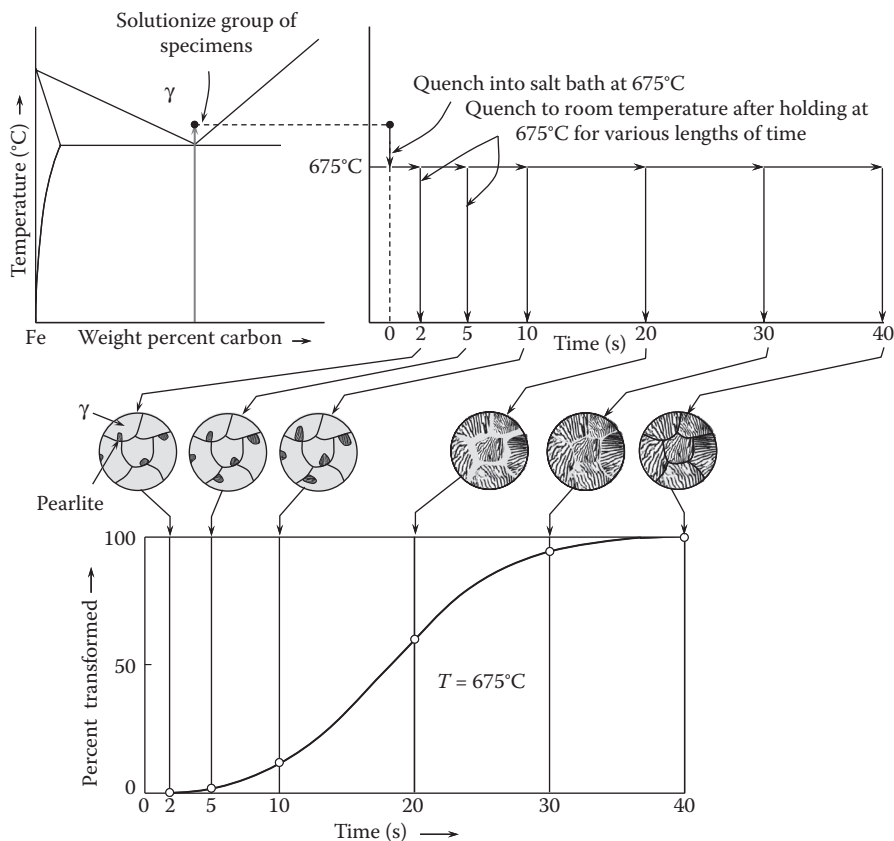 Solutionize group of
specimens
γ
Temperature (°C) →
Fe
Weight percent carbon →
Quench into salt bath at 675°C
Quench to room temperature after holding at
675°C for various lengths of time
675°C
0 2 5 10 20 30 40
Time (s)
γ
Pearlite
Percent transformed →
100
50
0
T = 675°C
0 2 5 10 20 30 40
Time (s) →